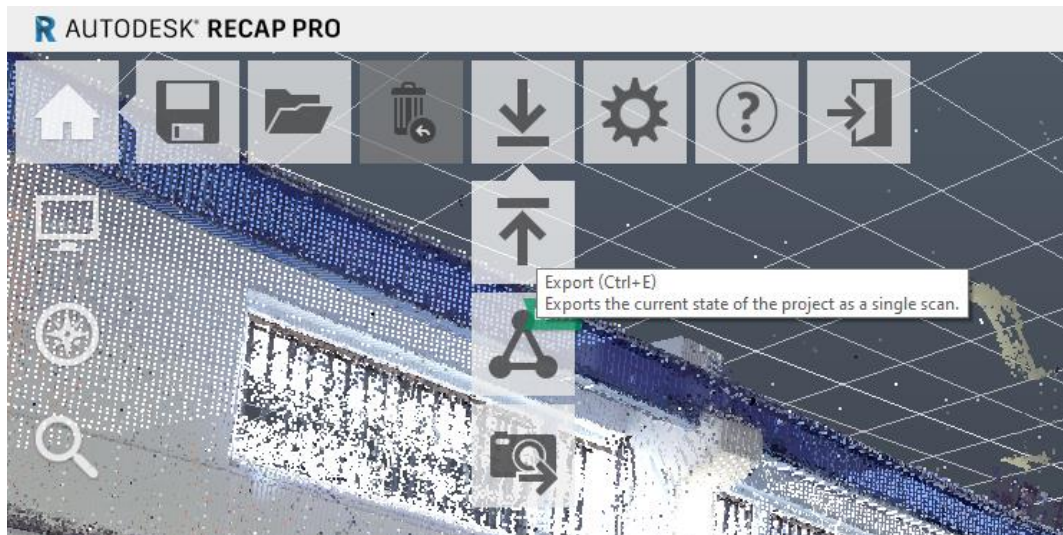 AUTODESK® RECAP PRO
?
Export (Ctrl+E)
Exports the current state of the project as a single scan.